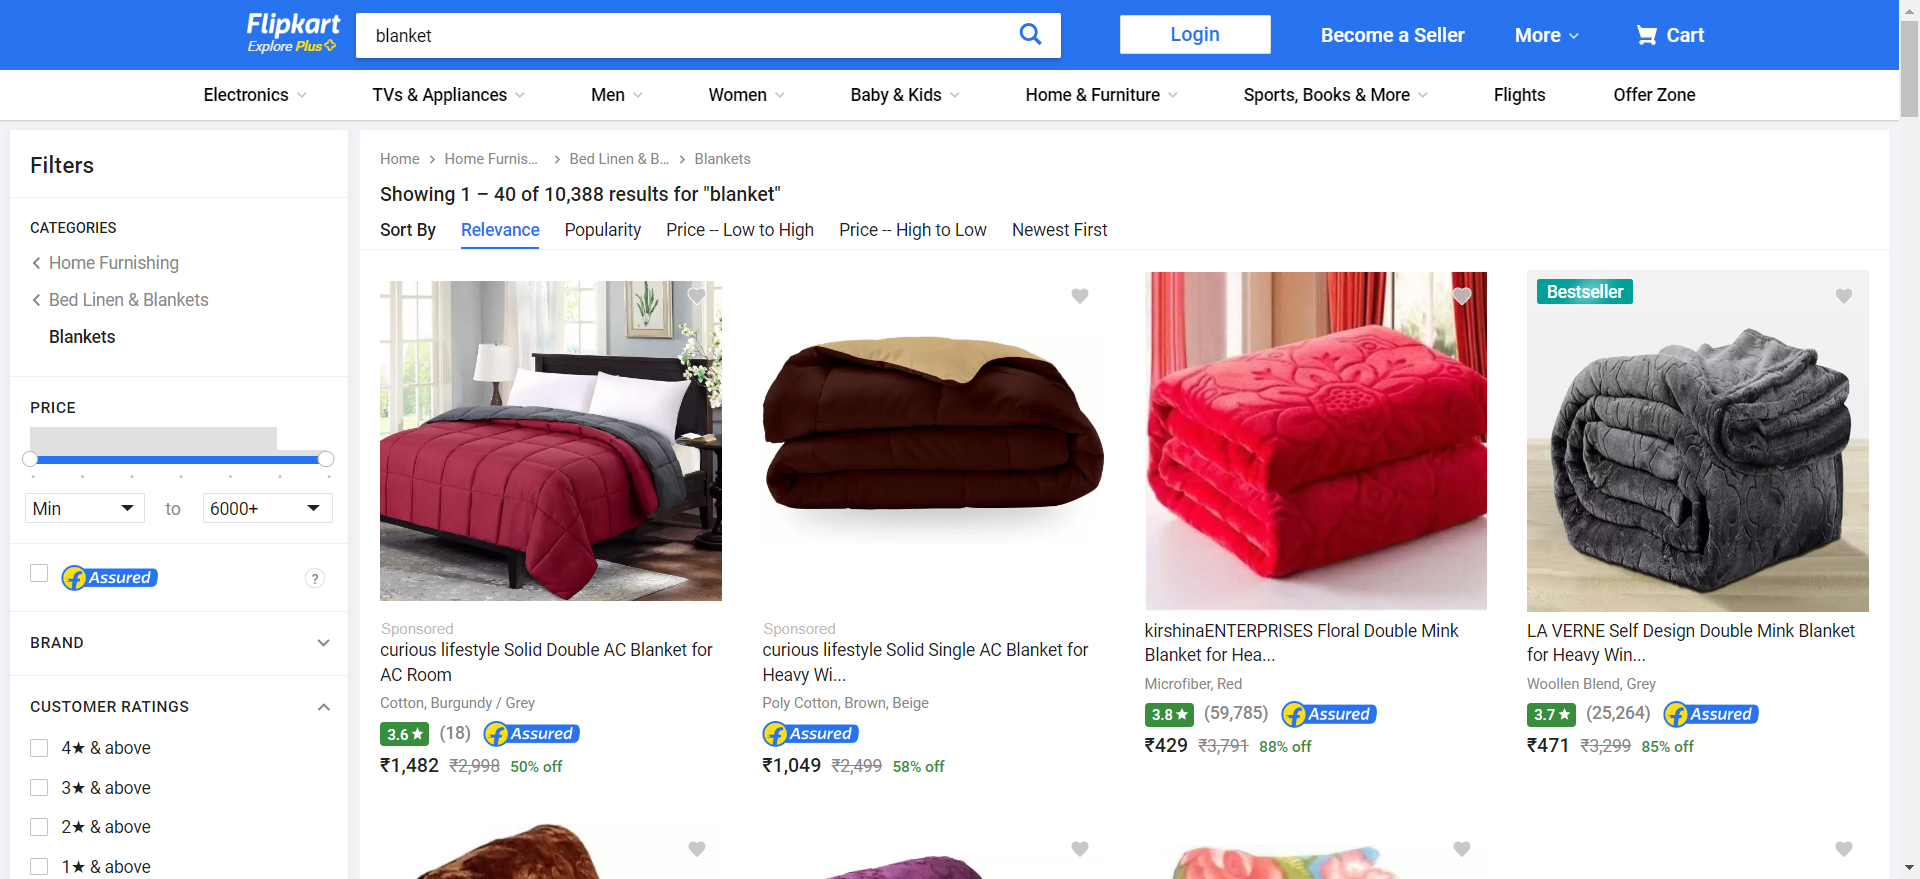 Flipkart
Explore Plus
blanket
Login
Become a Seller
More
Cart
Electronics
TVs & Appliances
Men
Women
Baby & Kids
Home & Furniture
Sports, Books & More
Flights
Offer Zone
Filters
CATEGORIES
Home Furnishing
Bed Linen & Blankets
Blankets
PRICE
Min
to
6000+
Assured
?
BRAND
CUSTOMER RATINGS
4★ & above
3★ & above
2★ & above
1★ & above
Home
Home Furnis...
Bed Linen & B...
Blankets
Showing 1 – 40 of 10,388 results for "blanket"
Sort By
Relevance
Popularity
Price -- Low to High
Price -- High to Low
Newest First
Sponsored
curious lifestyle Solid Double AC Blanket for
AC Room
Cotton, Burgundy / Grey
3.6★ (18) Assured
₹1,482 ₹2,998 50% off
Sponsored
curious lifestyle Solid Single AC Blanket for
Heavy Wi...
Poly Cotton, Brown, Beige
Assured
₹1,049 ₹2,499 58% off
kirshinaENTERPRISES Floral Double Mink
Blanket for Hea...
Microfiber, Red
3.8★ (59,785) Assured
₹429 ₹3,791 88% off
Bestseller
LA VERNE Self Design Double Mink Blanket
for Heavy Win...
Woollen Blend, Grey
3.7★ (25,264) Assured
₹471 ₹3,299 85% off